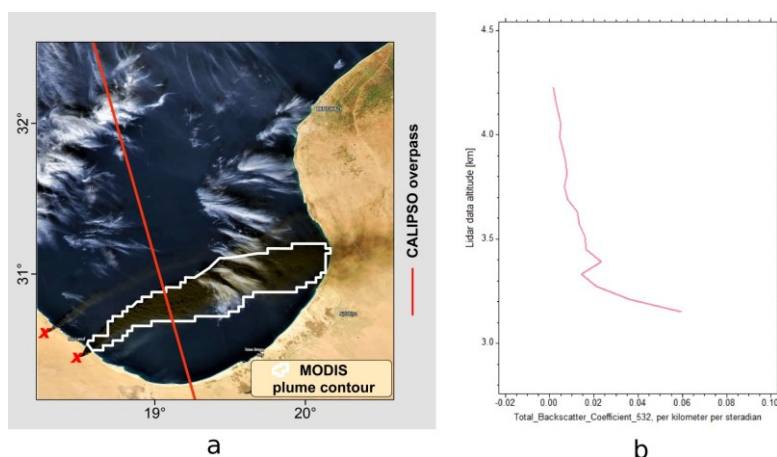 32°
31°
19°
20°
x
x
MODIS
plume contour
CALIPSO overpass
a
4.5
4.0
3.5
3.0
Lidar data altitude [km]
-0.02
0.00
0.02
0.04
0.06
0.08
0.10
Total_Backscatter_Coefficient_532, per kilometer per steradian
b